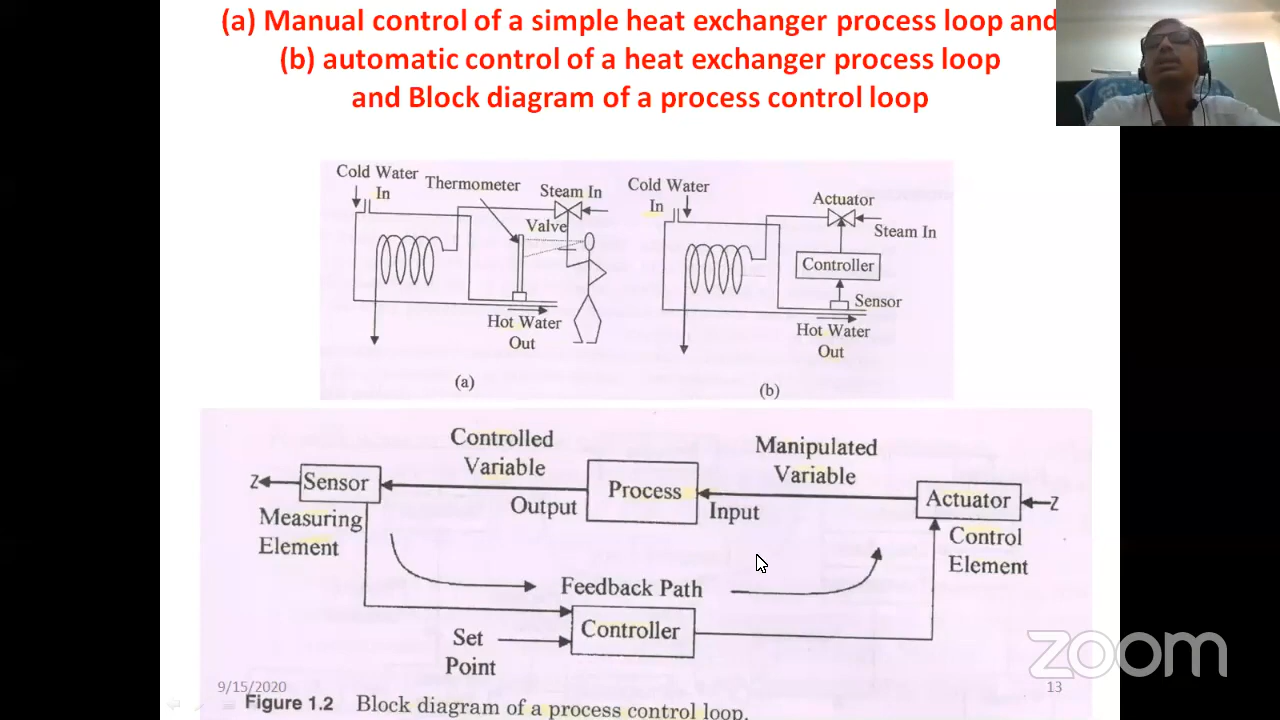 (a) Manual control of a simple heat exchanger process loop and
(b) automatic control of a heat exchanger process loop
and Block diagram of a process control loop
Cold Water
In
Thermometer
Steam In
Valve
Hot Water
Out
(a)
Cold Water
In
Actuator
Steam In
Controller
Sensor
Hot Water
Out
(b)
Controlled
Variable
Manipulated
Variable
Z
Sensor
Process
Actuator
Z
Output
Input
Measuring
Element
Control
Element
Feedback Path
Set
Point
Controller
zoom
9/15/2020
13
Figure 1.2 Block diagram of a process control loop.